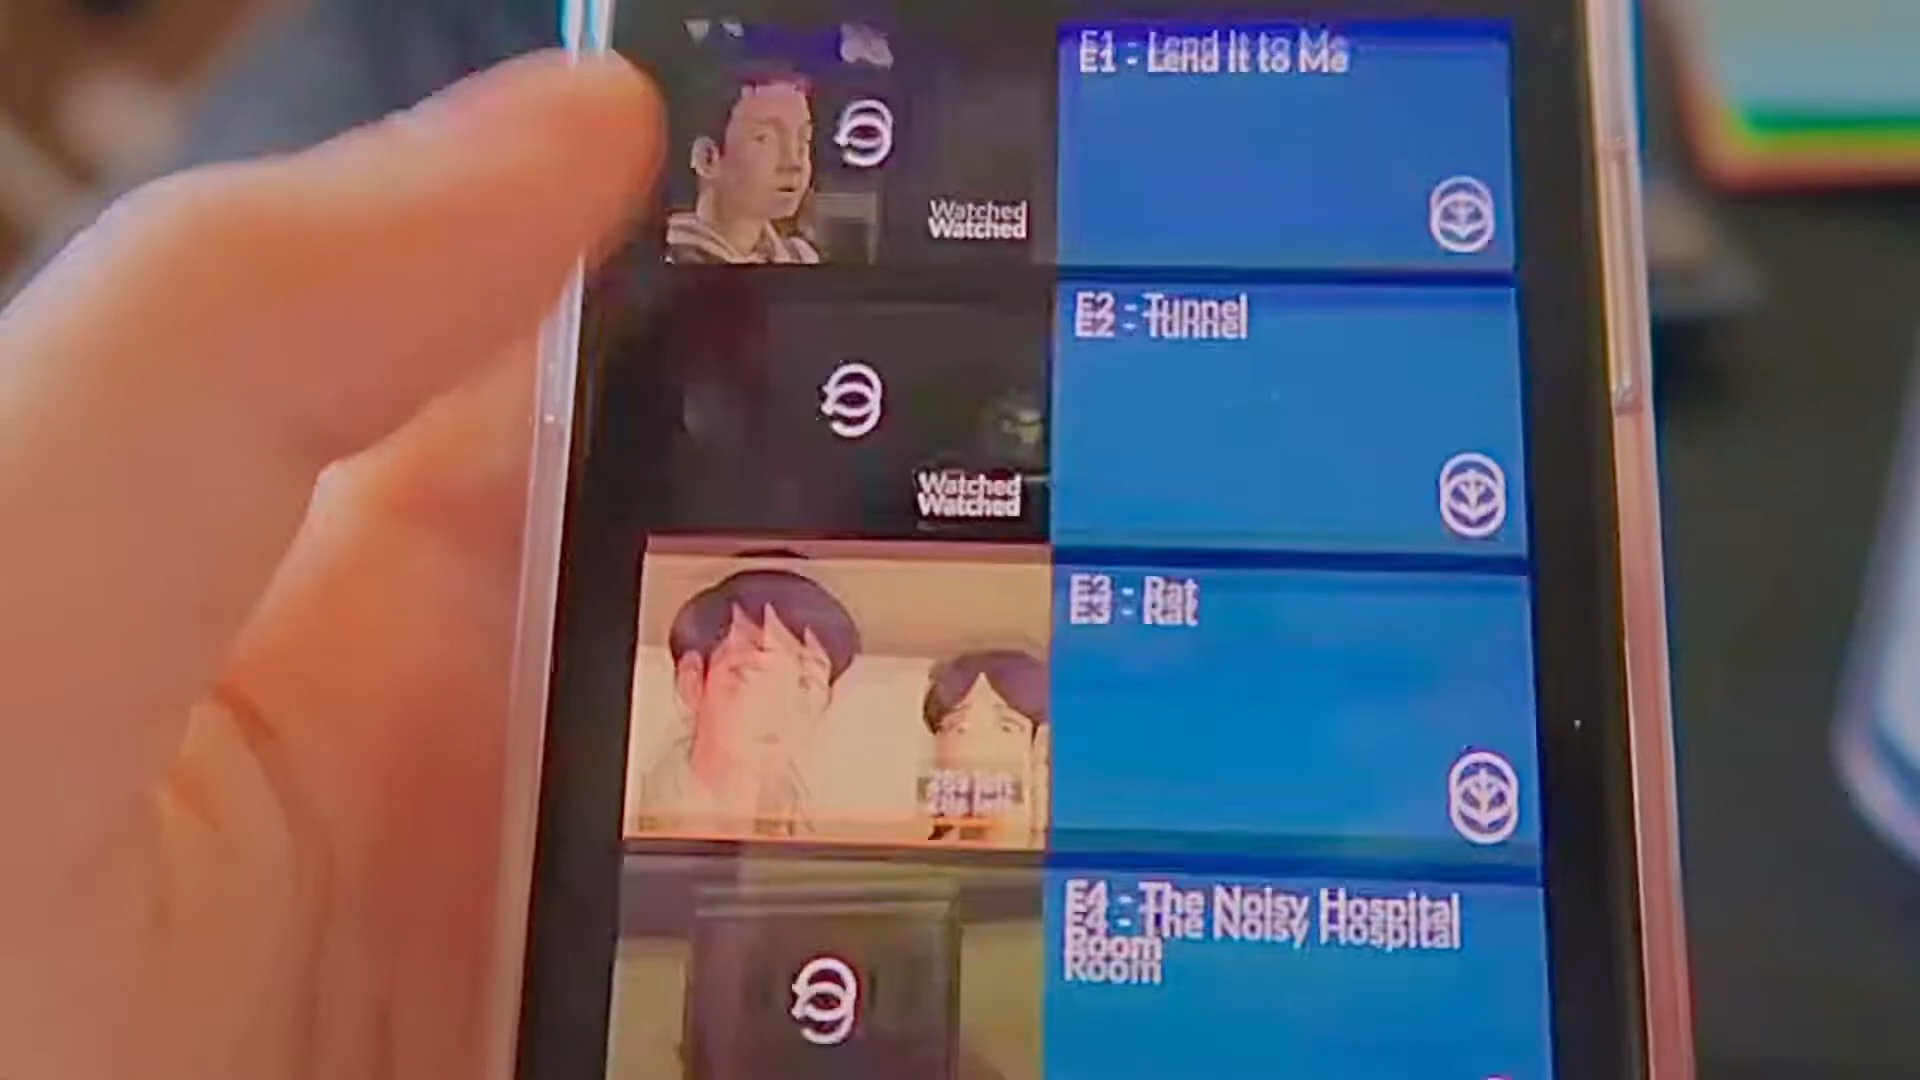 E1 - Lend It to Me
Watched
E2 - Tunnel
Watched
E3 - Rat
E4 - The Noisy Hospital
Room